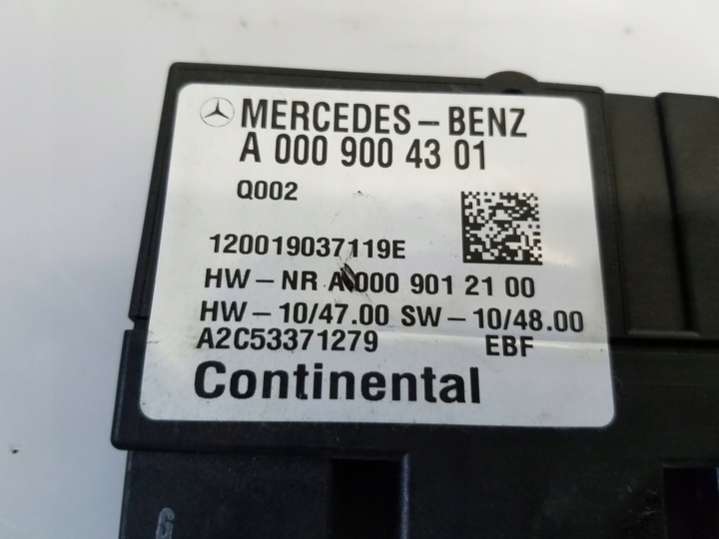 MERCEDES-BENZ
A 000 900 43 01
Q002
120019037119E
HW-NR A 000 901 21 00
HW-10/47.00 SW-10/48.00
A2C53371279 EBF
Continental
G